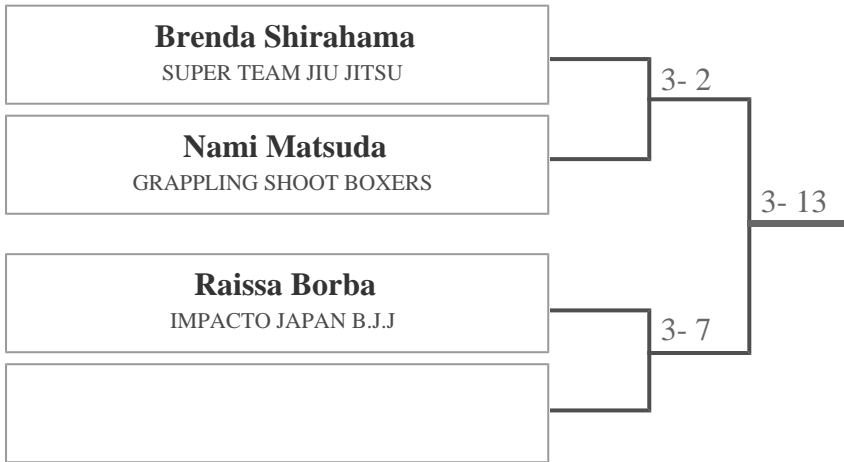 Brenda Shirahama
SUPER TEAM JIU JITSU
3- 2
Nami Matsuda
GRAPPLING SHOOT BOXERS
3- 13
Raissa Borba
IMPACTO JAPAN B.J.J
3- 7